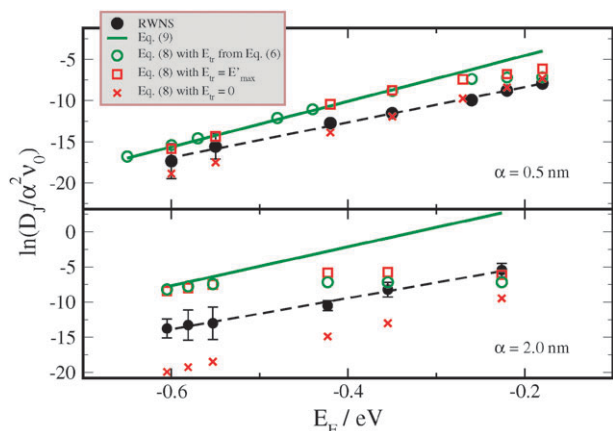 RWNS
Eq. (9)
Eq. (8) with E_tr from Eq. (6)
Eq. (8) with E_tr = E'_max
Eq. (8) with E_tr = 0
-5
-10
-15
-20
α = 0.5 nm
ln(D_J/α²ν_0)
0
-5
-10
-15
-20
α = 2.0 nm
-0.6
-0.4
-0.2
E_F / eV